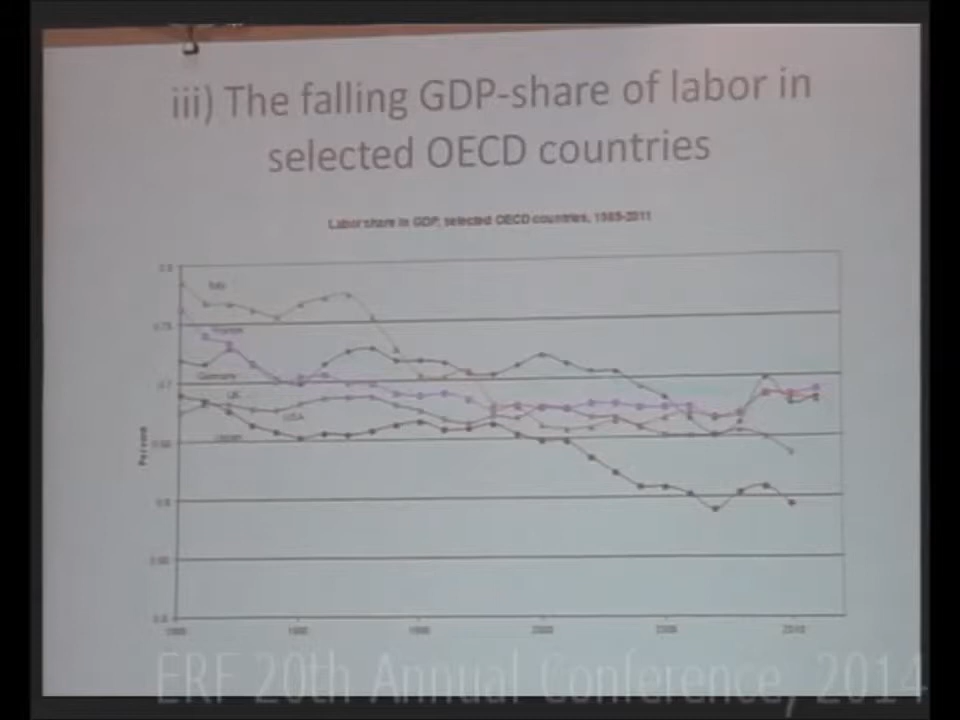 iii) The falling GDP-share of labor in
selected OECD countries
Labor share in GDP, selected OECD countries, 1985-2011
Italy
France
Germany
UK
USA
Japan
Percent
ERF 20th Annual Conference, 2014